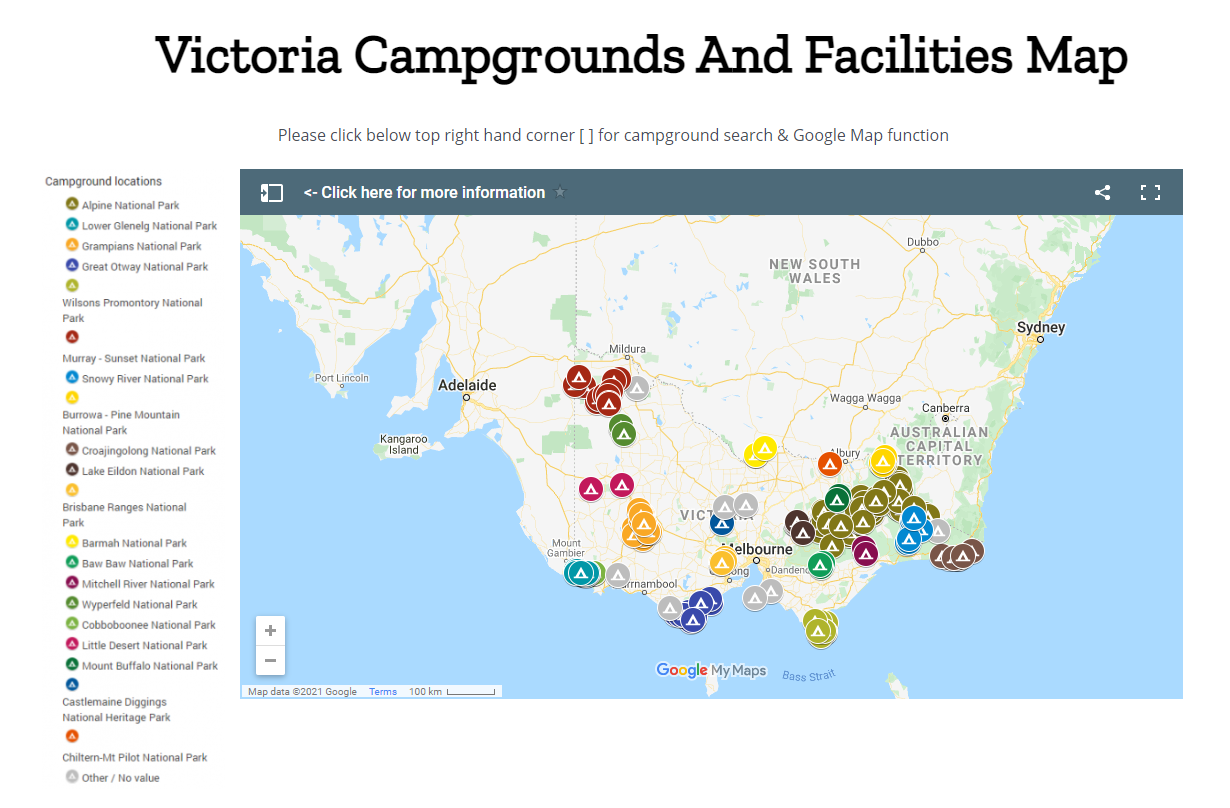 Victoria Campgrounds And Facilities Map
Please click below top right hand corner [ ] for campground search & Google Map function
Campground locations
Alpine National Park
Lower Glenelg National Park
Grampians National Park
Great Otway National Park
Wilsons Promontory National
Park
Murray - Sunset National Park
Snowy River National Park
Burrowa - Pine Mountain
National Park
Croajingolong National Park
Lake Eildon National Park
Brisbane Ranges National
Park
Barmah National Park
Baw Baw National Park
Mitchell River National Park
Wyperfeld National Park
Cobboboonee National Park
Little Desert National Park
Mount Buffalo National Park
Castlemaine Diggings
National Heritage Park
Chiltern-Mt Pilot National Park
Other / No value
<- Click here for more information
Dubbo
NEW SOUTH
WALES
Sydney
Mildura
Port Lincoln
Adelaide
Wagga Wagga
Canberra
AUSTRALIAN
CAPITAL
TERRITORY
Kangaroo
Island
lbury
VICT A
Mount
Gambier
elbourne
ong
Dandeno
rrnambool
+
−
Google My Maps
Bass Strait
Map data ©2021 Google
Terms
100 km